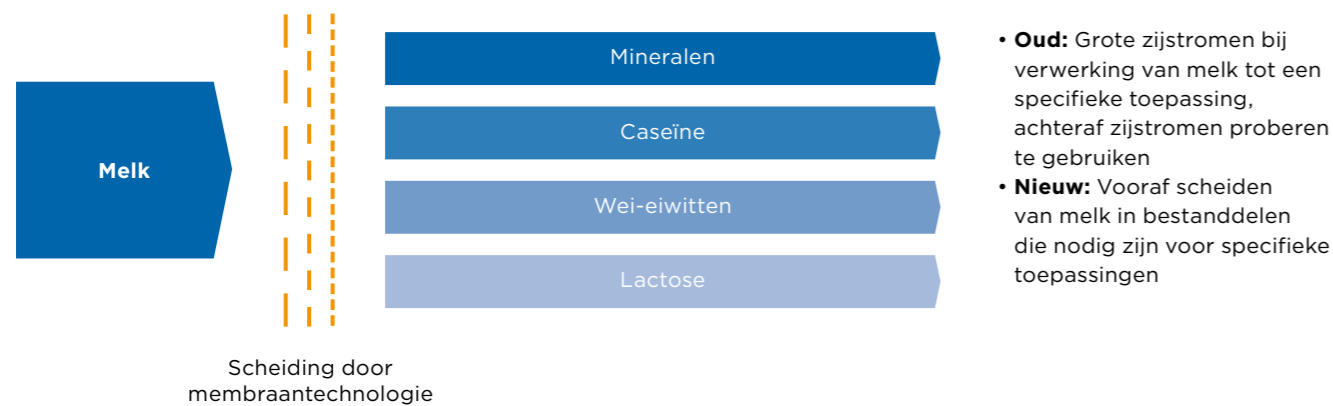 Melk
Scheiding door
membraantechnologie
Mineralen
Caseïne
Wei-eiwitten
Lactose
• Oud: Grote zijstromen bij
verwerking van melk tot een
specifieke toepassing,
achteraf zijstromen proberen
te gebruiken
• Nieuw: Vooraf scheiden
van melk in bestanddelen
die nodig zijn voor specifieke
toepassingen